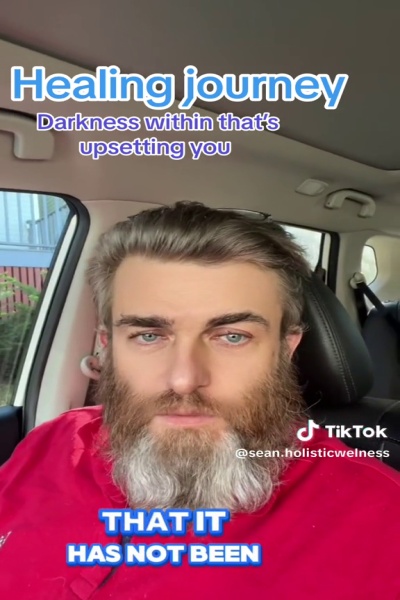 Healing journey
Darkness within that's
upsetting you
TikTok
@sean.holisticwelness
THAT IT
HAS NOT BEEN